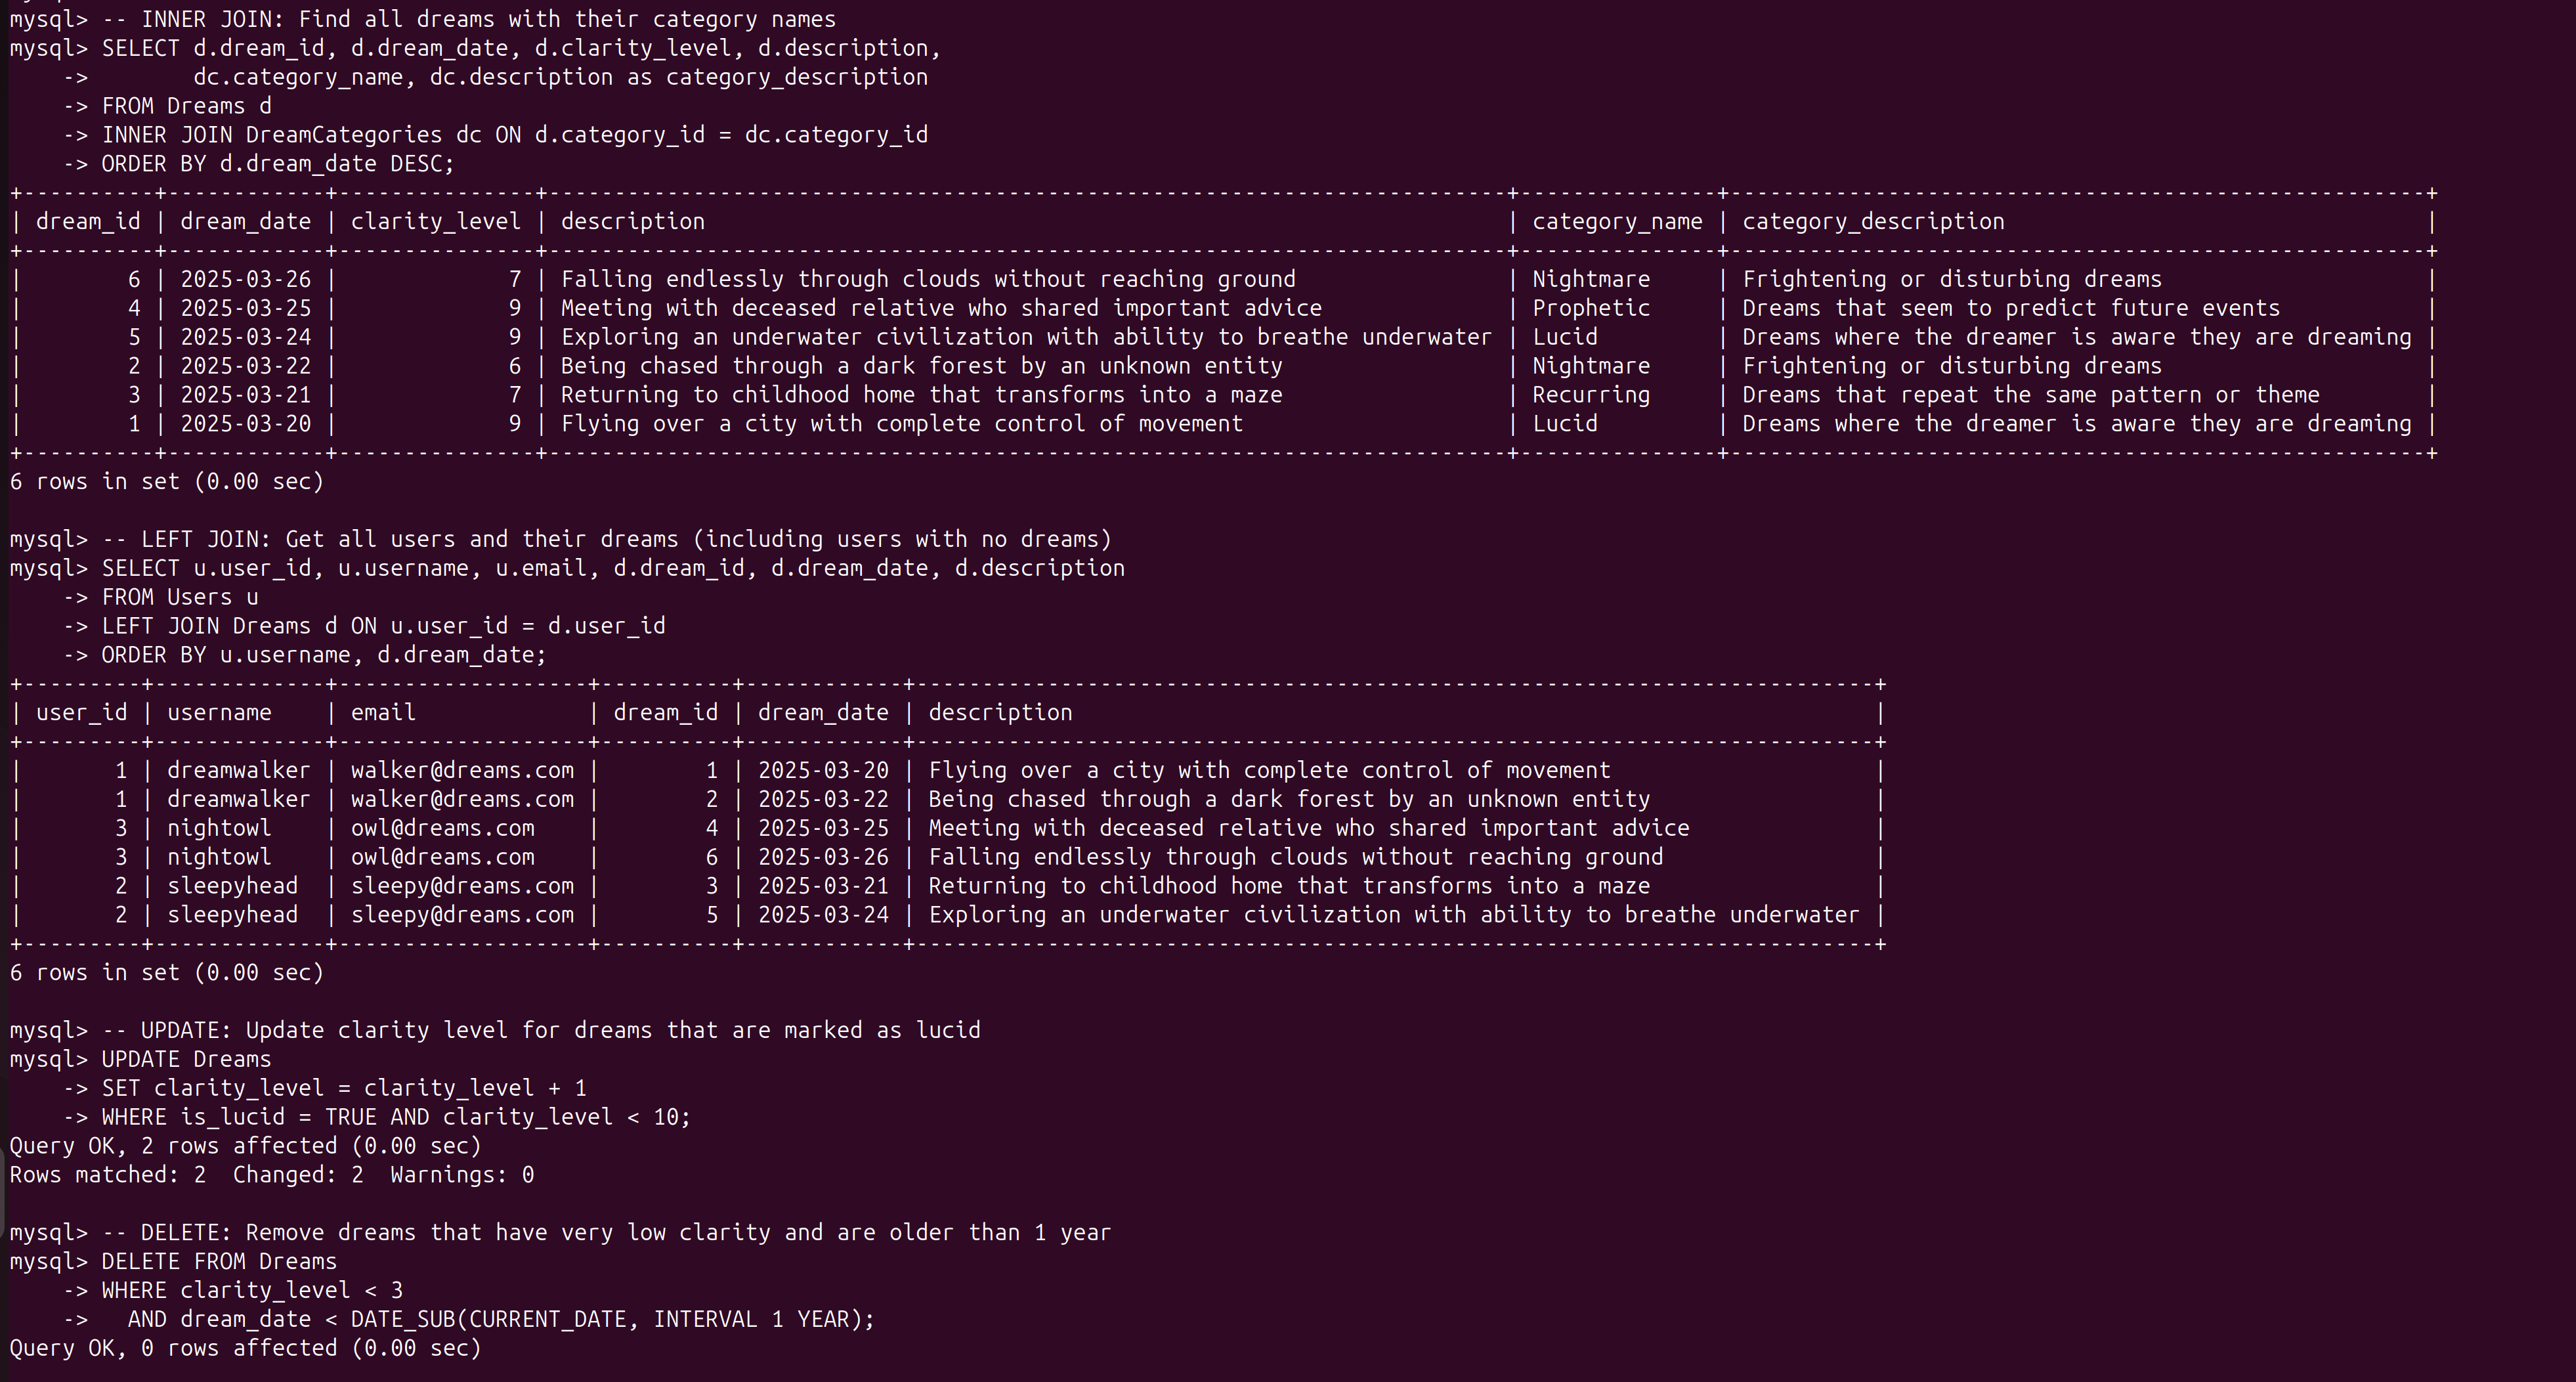 mysql> -- INNER JOIN: Find all dreams with their category names
mysql> SELECT d.dream_id, d.dream_date, d.clarity_level, d.description,
    ->        dc.category_name, dc.description as category_description
    -> FROM Dreams d
    -> INNER JOIN DreamCategories dc ON d.category_id = dc.category_id
    -> ORDER BY d.dream_date DESC;
+----------+------------+---------------+-------------------------------------------------------------------------+---------------+-----------------------------------------------------+
| dream_id | dream_date | clarity_level | description                                                             | category_name | category_description                                |
+----------+------------+---------------+-------------------------------------------------------------------------+---------------+-----------------------------------------------------+
|        6 | 2025-03-26 |             7 | Falling endlessly through clouds without reaching ground                | Nightmare     | Frightening or disturbing dreams                    |
|        4 | 2025-03-25 |             9 | Meeting with deceased relative who shared important advice              | Prophetic     | Dreams that seem to predict future events           |
|        5 | 2025-03-24 |             9 | Exploring an underwater civilization with ability to breathe underwater | Lucid         | Dreams where the dreamer is aware they are dreaming |
|        2 | 2025-03-22 |             6 | Being chased through a dark forest by an unknown entity                 | Nightmare     | Frightening or disturbing dreams                    |
|        3 | 2025-03-21 |             7 | Returning to childhood home that transforms into a maze                 | Recurring     | Dreams that repeat the same pattern or theme        |
|        1 | 2025-03-20 |             9 | Flying over a city with complete control of movement                    | Lucid         | Dreams where the dreamer is aware they are dreaming |
+----------+------------+---------------+-------------------------------------------------------------------------+---------------+-----------------------------------------------------+
6 rows in set (0.00 sec)

mysql> -- LEFT JOIN: Get all users and their dreams (including users with no dreams)
mysql> SELECT u.user_id, u.username, u.email, d.dream_id, d.dream_date, d.description
    -> FROM Users u
    -> LEFT JOIN Dreams d ON u.user_id = d.user_id
    -> ORDER BY u.username, d.dream_date;
+---------+-------------+-------------------+----------+------------+-------------------------------------------------------------------------+
| user_id | username    | email             | dream_id | dream_date | description                                                             |
+---------+-------------+-------------------+----------+------------+-------------------------------------------------------------------------+
|       1 | dreamwalker | walker@dreams.com |        1 | 2025-03-20 | Flying over a city with complete control of movement                    |
|       1 | dreamwalker | walker@dreams.com |        2 | 2025-03-22 | Being chased through a dark forest by an unknown entity                 |
|       3 | nightowl    | owl@dreams.com    |        4 | 2025-03-25 | Meeting with deceased relative who shared important advice              |
|       3 | nightowl    | owl@dreams.com    |        6 | 2025-03-26 | Falling endlessly through clouds without reaching ground                |
|       2 | sleepyhead  | sleepy@dreams.com |        3 | 2025-03-21 | Returning to childhood home that transforms into a maze                 |
|       2 | sleepyhead  | sleepy@dreams.com |        5 | 2025-03-24 | Exploring an underwater civilization with ability to breathe underwater |
+---------+-------------+-------------------+----------+------------+-------------------------------------------------------------------------+
6 rows in set (0.00 sec)

mysql> -- UPDATE: Update clarity level for dreams that are marked as lucid
mysql> UPDATE Dreams
    -> SET clarity_level = clarity_level + 1
    -> WHERE is_lucid = TRUE AND clarity_level < 10;
Query OK, 2 rows affected (0.00 sec)
Rows matched: 2  Changed: 2  Warnings: 0

mysql> -- DELETE: Remove dreams that have very low clarity and are older than 1 year
mysql> DELETE FROM Dreams
    -> WHERE clarity_level < 3
    ->   AND dream_date < DATE_SUB(CURRENT_DATE, INTERVAL 1 YEAR);
Query OK, 0 rows affected (0.00 sec)